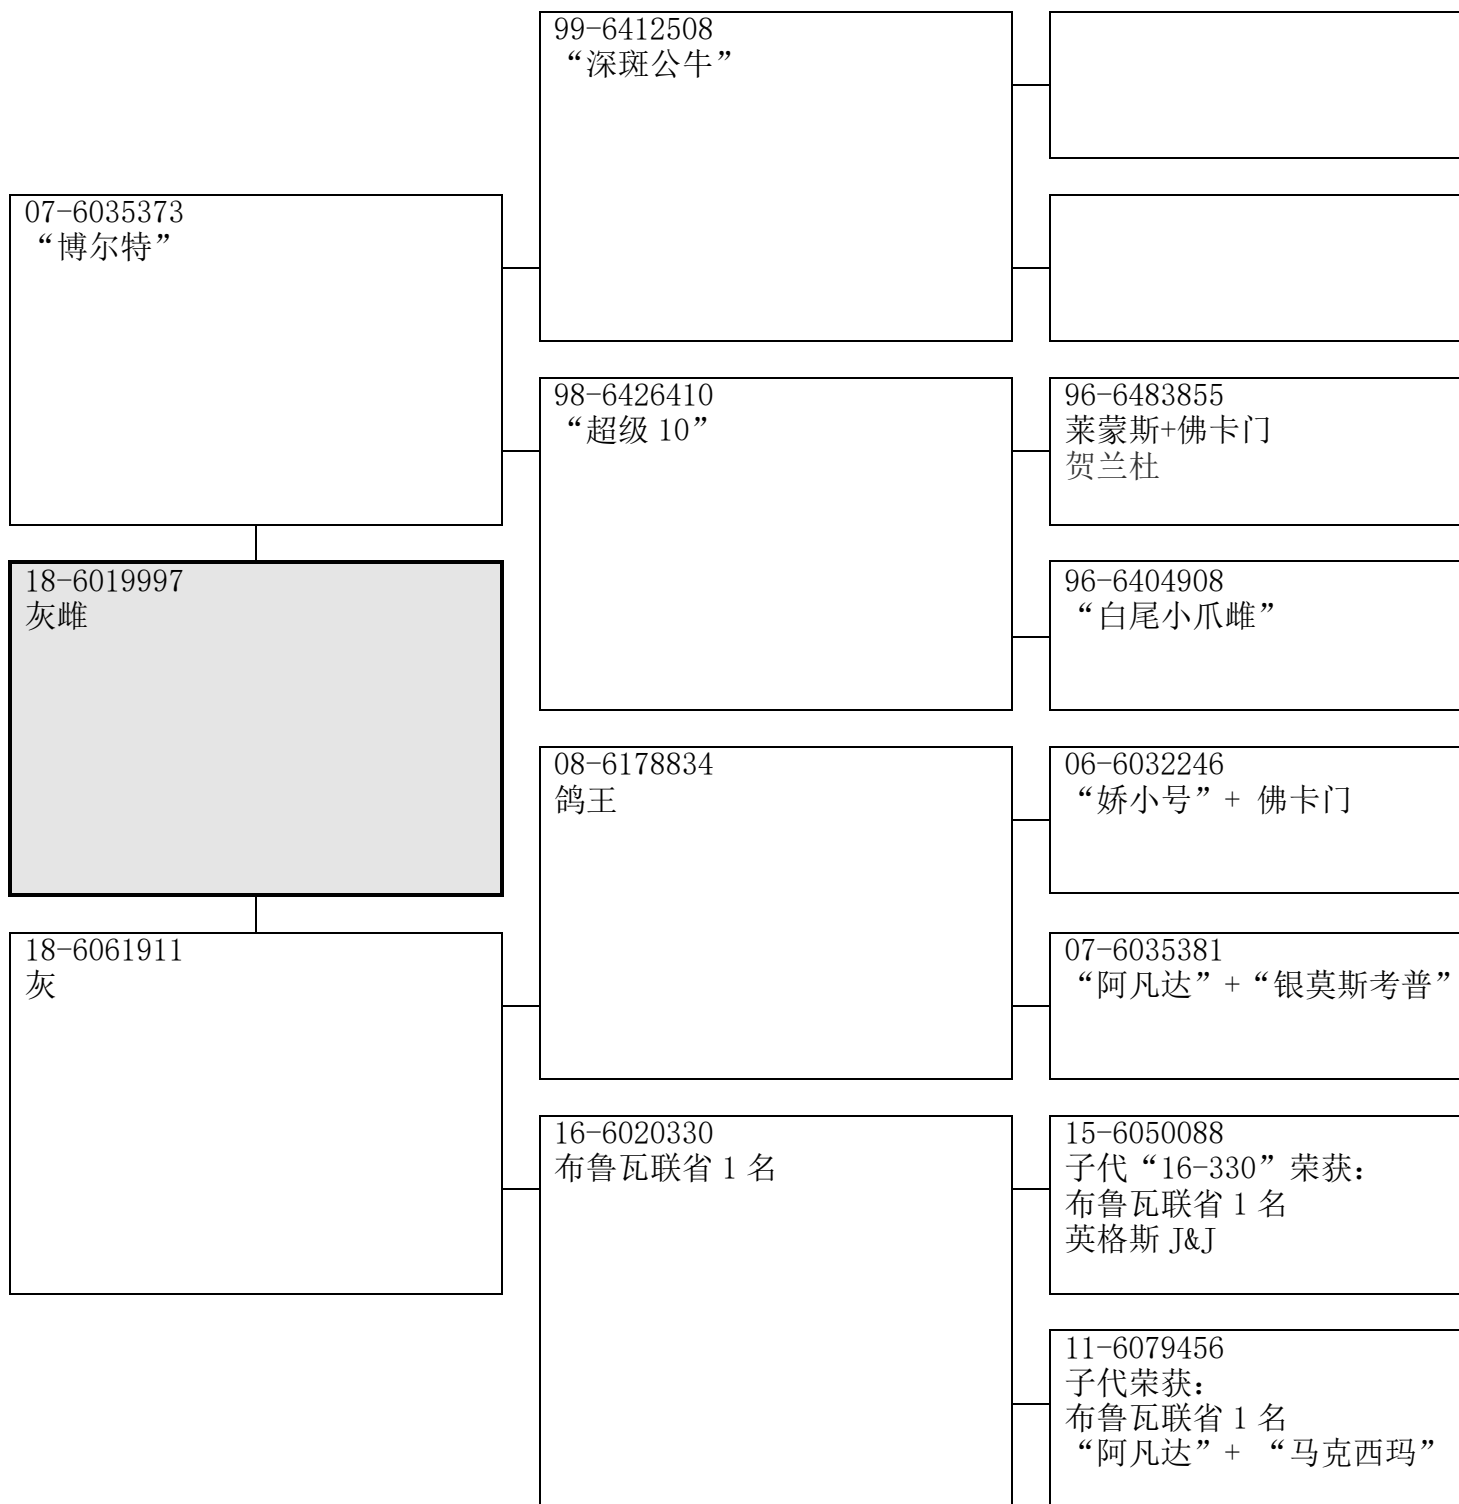 99-6412508
“深斑公牛”
07-6035373
“博尔特”
98-6426410
“超级 10”
96-6483855
莱蒙斯+佛卡门
贺兰杜
18-6019997
灰雌
96-6404908
“白尾小爪雌”
08-6178834
鸽王
06-6032246
“娇小号”+ 佛卡门
18-6061911
灰
07-6035381
“阿凡达”+“银莫斯考普”
16-6020330
布鲁瓦联省 1 名
15-6050088
子代“16-330”荣获：
布鲁瓦联省 1 名
英格斯 J&J
11-6079456
子代荣获：
布鲁瓦联省 1 名
“阿凡达”+ “马克西玛”